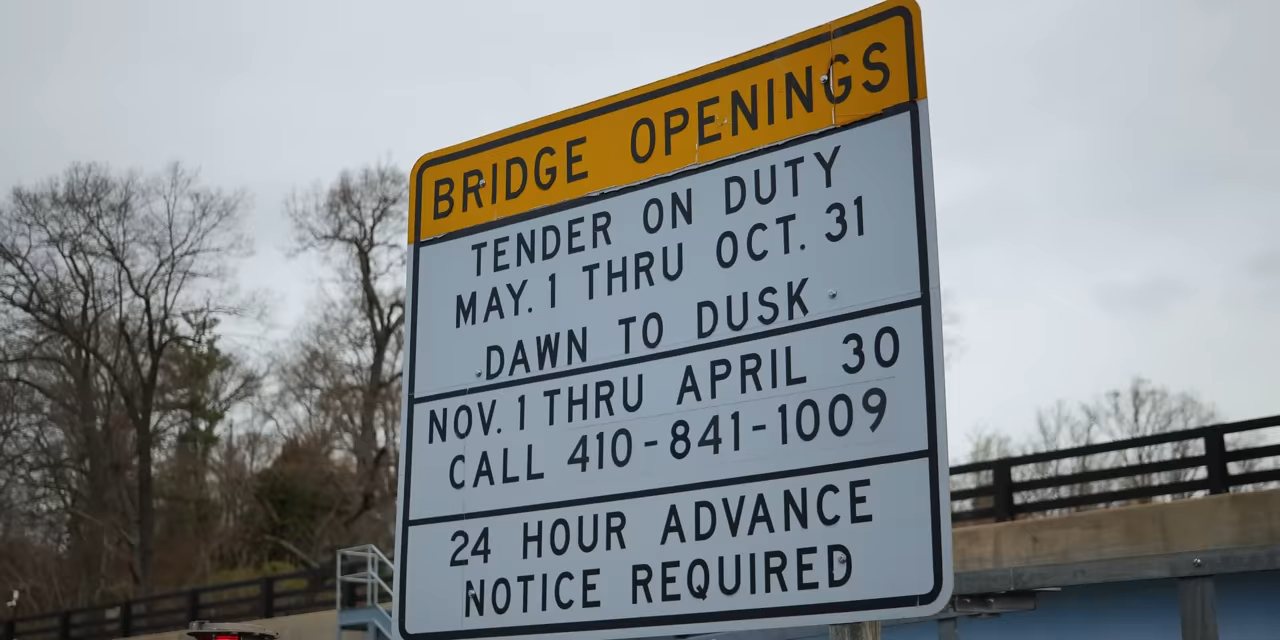 BRIDGE OPENINGS
TENDER ON DUTY
MAY. 1 THRU OCT. 31
DAWN TO DUSK
NOV. 1 THRU APRIL 30
CALL 410-841-1009
24 HOUR ADVANCE
NOTICE REQUIRED